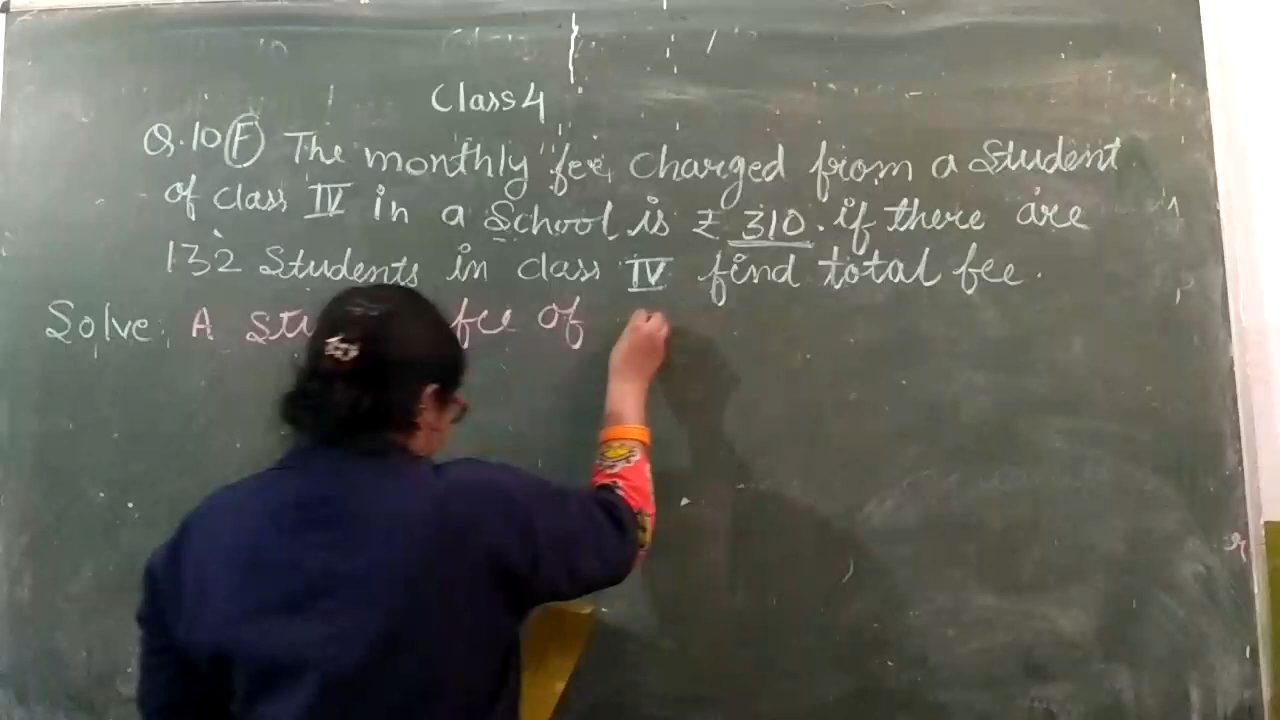 Class 4
Q.10 (F) The monthly fee charged from a Student
of class IV in a School is ₹ 310. if there are
132 Students in class IV find total fee.
Solve: A fee of